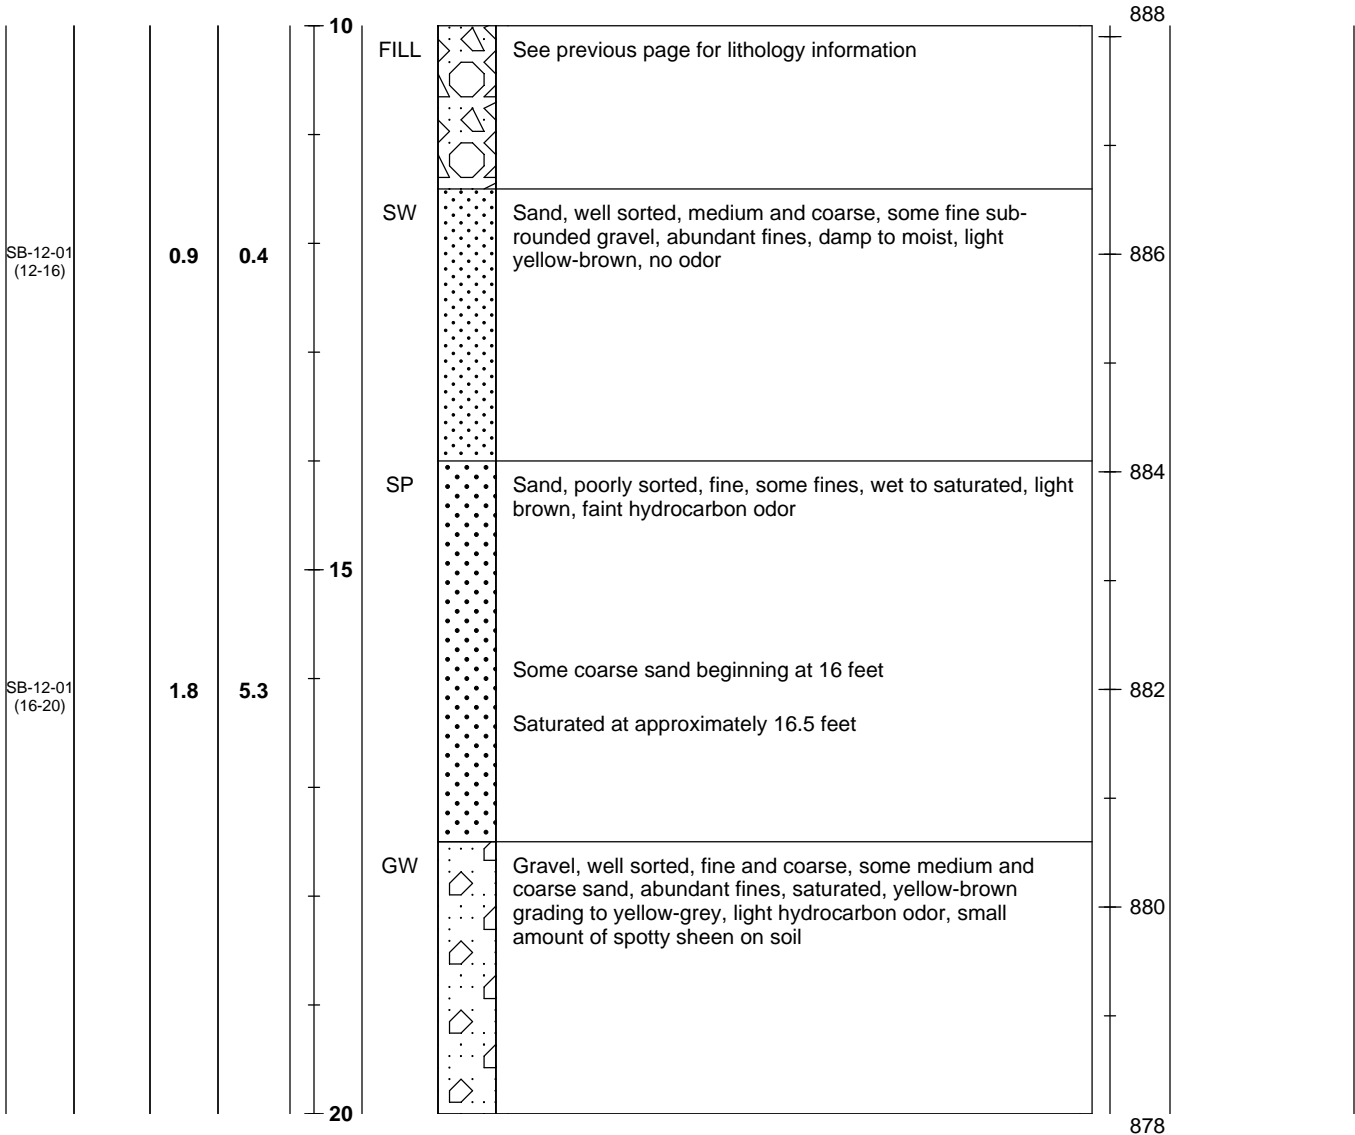 888
10
FILL
See previous page for lithology information
SW
Sand, well sorted, medium and coarse, some fine sub-
rounded gravel, abundant fines, damp to moist, light
yellow-brown, no odor
SB-12-01
(12-16)
0.9
0.4
886
SP
Sand, poorly sorted, fine, some fines, wet to saturated, light
brown, faint hydrocarbon odor
884
15
Some coarse sand beginning at 16 feet
SB-12-01
(16-20)
1.8
5.3
882
Saturated at approximately 16.5 feet
GW
Gravel, well sorted, fine and coarse, some medium and
coarse sand, abundant fines, saturated, yellow-brown
grading to yellow-grey, light hydrocarbon odor, small
amount of spotty sheen on soil
880
20
878